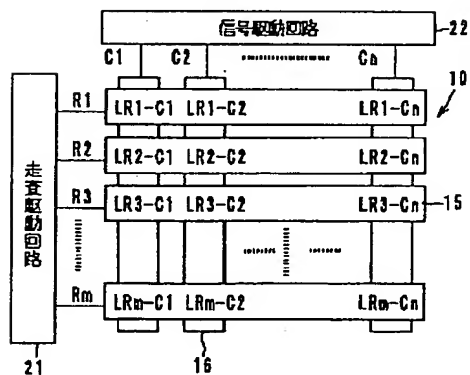 信号駆動回路 22
C1 C2 Cn
10
R1 LR1-C1 LR1-C2 LR1-Cn
R2 LR2-C1 LR2-C2 LR2-Cn
R3 LR3-C1 LR3-C2 LR3-Cn 15
Rm LRm-C1 LRm-C2 LRm-Cn
走査駆動回路
21 16